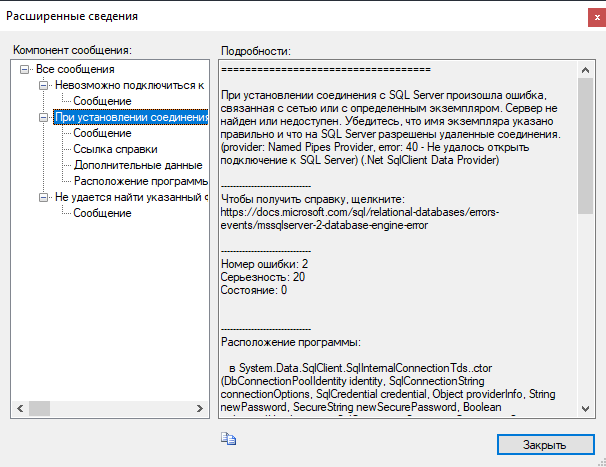 Расширенные сведения
Компонент сообщения:
Все сообщения
Невозможно подключиться к
Сообщение
При установлении соединения
Сообщение
Ссылка справки
Дополнительные данные
Расположение программы
Не удается найти указанный
Сообщение
Подробности:
===================================
При установлении соединения с SQL Server произошла ошибка,
связанная с сетью или с определенным экземпляром. Сервер не
найден или недоступен. Убедитесь, что имя экземпляра указано
правильно и что на SQL Server разрешены удаленные соединения.
(provider: Named Pipes Provider, error: 40 - Не удалось открыть
подключение к SQL Server) (.Net SqlClient Data Provider)
------------------------------
Чтобы получить справку, щелкните:
https://docs.microsoft.com/sql/relational-databases/errors-
events/mssqlserver-2-database-engine-error
------------------------------
Номер ошибки: 2
Серьезность: 20
Состояние: 0
------------------------------
Расположение программы:
в System.Data.SqlClient.SqlInternalConnectionTds..ctor
(DbConnectionPoolIdentity identity, SqlConnectionString
connectionOptions, SqlCredential credential, Object providerInfo, String
newPassword, SecureString newSecurePassword, Boolean
Закрыть